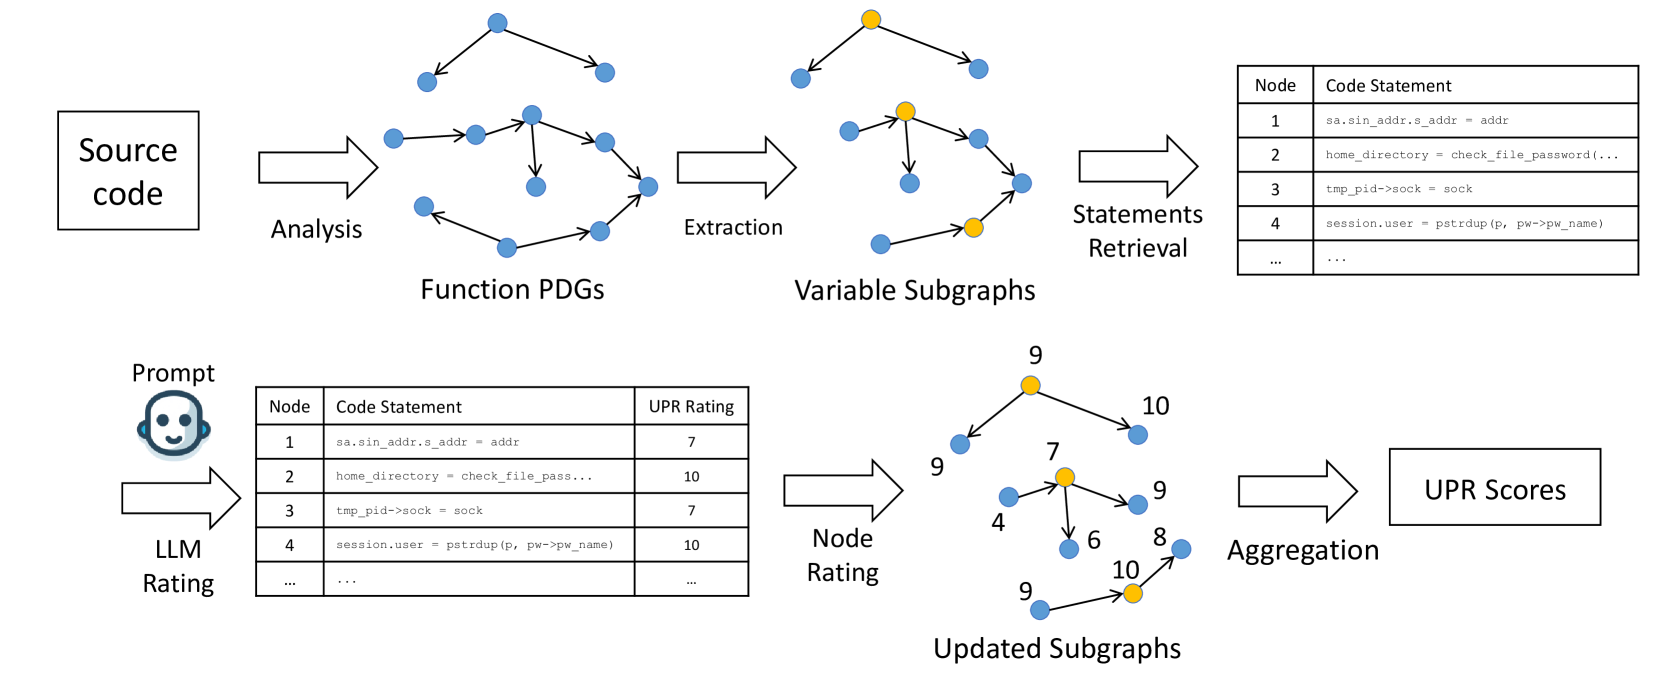 Source
code
Analysis
Function PDGs
Extraction
Variable Subgraphs
Statements
Retrieval
Node Code Statement
1 sa.sin_addr.s_addr = addr
2 home_directory = check_file_password(...
3 tmp_pid->sock = sock
4 session.user = pstrdup(p, pw->pw_name)
... ...
Prompt
LLM
Rating
Node Code Statement UPR Rating
1 sa.sin_addr.s_addr = addr 7
2 home_directory = check_file_pass... 10
3 tmp_pid->sock = sock 7
4 session.user = pstrdup(p, pw->pw_name) 10
... ... ...
Node
Rating
9
10
9
7
9
4
6
8
10
9
Updated Subgraphs
Aggregation
UPR Scores